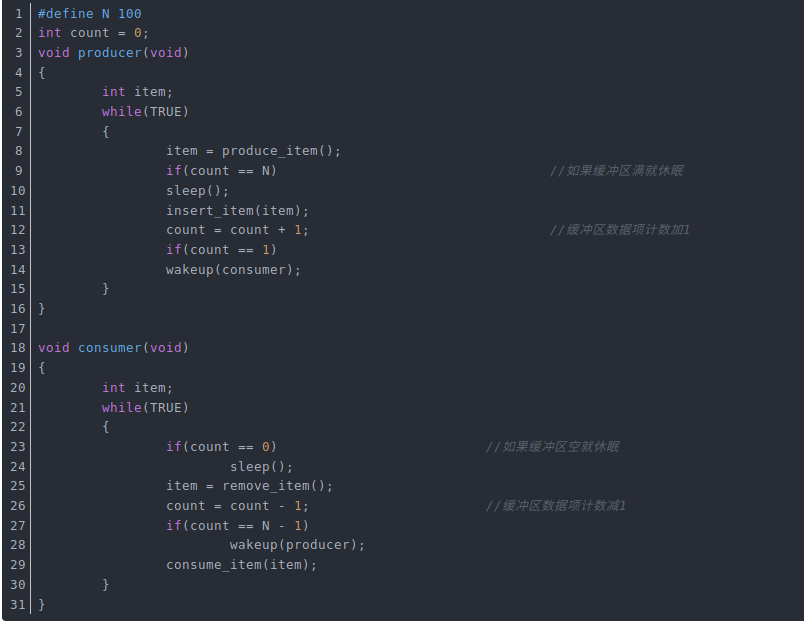 1 #define N 100
2 int count = 0;
3 void producer(void)
4 {
5         int item;
6         while(TRUE)
7         {
8                 item = produce_item();
9                 if(count == N)                                  //如果缓冲区满就休眠
10                 sleep();
11                 insert_item(item);
12                 count = count + 1;                              //缓冲区数据项计数加1
13                 if(count == 1)
14                 wakeup(consumer);
15         }
16 }
17
18 void consumer(void)
19 {
20         int item;
21         while(TRUE)
22         {
23                 if(count == 0)                          //如果缓冲区空就休眠
24                         sleep();
25                 item = remove_item();
26                 count = count - 1;                      //缓冲区数据项计数减1
27                 if(count == N - 1)
28                         wakeup(producer);
29                 consume_item(item);
30         }
31 }